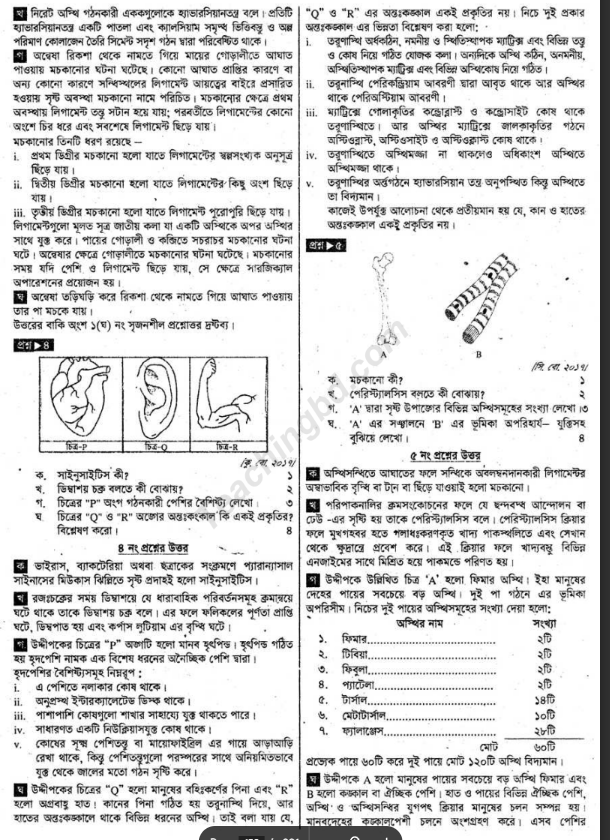 ঘ নিরেট অস্থি গঠনকারী এককগুলোকে হ্যাভারসিয়ানতন্ত্র বলে। প্রতিটি
হ্যাভারসিয়ানতন্ত্র একটি পাতলা এবং ক্যালসিয়াম সমৃদ্ধ ভিত্তিবস্তু ও অল্প
পরিমাণ কোলাজেন তৈরি সিমেন্ট সদৃশ গঠন দ্বারা পরিবেষ্টিত থাকে।
গ অন্বেষা রিকশা থেকে নামতে গিয়ে মায়ের গোড়ালীতে আঘাত
পাওয়ায় মচকানোর ঘটনা ঘটেছে। কোনো আঘাত প্রাপ্তির কারণে বা
অন্য কোনো কারণে সন্ধিস্থলের লিগামেন্ট আয়ত্বের বাইরে প্রসারিত
হওয়ায় সৃষ্ট অবস্থা মচকানো নামে পরিচিত। মচকানোর ক্ষেত্রে প্রথম
অবস্থায় লিগামেন্ট তন্তু সটান হয়ে যায়; পরবর্তীতে লিগামেন্টের কোনো
অংশে চির ধরে এবং সবশেষে লিগামেন্ট ছিড়ে যায়।
মচকানোর তিনটি ধরণ রয়েছে –
i. প্রথম ডিগ্রীর মচকানো হলো যাতে লিগামেন্টের স্বল্পসংখ্যক অনুসূত্র
ছিড়ে যায়।
ii. দ্বিতীয় ডিগ্রীর মচকানো হলো যাতে লিগামেন্টের কিছু অংশ ছিড়ে
যায়।
iii. তৃতীয় ডিগ্রীর মচকানো হলো যাতে লিগামেন্ট পুরোপুরি ছিড়ে যায়।
লিগামেন্টগুলো মূলত সূত্র জাতীয় কলা যা একটি অস্থিকে অপর অস্থির
সাথে যুক্ত করে। পায়ের গোড়ালী ও কব্জিতে সচরাচর মচকানোর ঘটনা
ঘটে। অন্বেষার ক্ষেত্রে গোড়ালীতে মচকানোর ঘটনা ঘটেছে। মচকানোর
সময় যদি পেশি ও লিগামেন্ট ছিড়ে যায়, সে ক্ষেত্রে সারজিক্যাল
অপারেশনের প্রয়োজন হয়।
ঘ অন্বেষা তড়িঘড়ি করে রিকশা থেকে নামতে গিয়ে আঘাত পাওয়ায়
তার পা মচকে যায়।
উত্তরের বাকি অংশ ১(ঘ) নং সৃজনশীল প্রশ্নোত্তর দ্রষ্টব্য।
প্রশ্ন ▶ ৪
চিত্র-P চিত্র-Q চিত্র-R
[কু. বো. ২০১৭]
ক. সাইনুসাইটিস কী? ১
খ. ডিম্বাশয় চক্র বলতে কী বোঝায়? ২
গ. চিত্রের "P" অংশ গঠনকারী পেশির বৈশিষ্ট্য লেখো। ৩
ঘ. চিত্রের "Q" ও "R" অঙ্গের অন্তঃকংকাল কি একই প্রকৃতির?
বিশ্লেষণ করো। ৪
৪ নং প্রশ্নের উত্তর
ক ভাইরাস, ব্যাকটেরিয়া অথবা ছত্রাকের সংক্রমণে প্যারান্যাসাল
সাইনাসের মিউকাস ঝিল্লিতে সৃষ্ট প্রদাহই হলো সাইনুসাইটিস।
খ রজঃচক্রের সময় ডিম্বাশয়ে যে ধারাবাহিক পরিবর্তনসমূহ ক্রমান্বয়ে
ঘটে থাকে তাকে ডিম্বাশয় চক্র বলে। এর ফলে ফলিকলের পূর্ণতা প্রাপ্তি
ঘটে, ডিম্বপাত হয় এবং কর্পাস লুটিয়াম এর বৃদ্ধি ঘটে।
গ উদ্দীপকের চিত্রের "P" অঙ্গটি হলো মানব হৃৎপিন্ড। হৃৎপিন্ড গঠিত
হয় হৃদপেশি নামক এক বিশেষ ধরনের অনৈচ্ছিক পেশি দ্বারা।
হৃদপেশির বৈশিষ্ট্যসমূহ নিম্নরূপ :
i. এ পেশিতে নলাকার কোষ থাকে।
ii. অনুপ্রস্থ ইন্টারক্যালেটেড ডিস্ক থাকে।
iii. পাশাপাশি কোষগুলো শাখার সাহায্যে যুক্ত থাকতে পারে।
iv. সাধারণত একটি নিউক্লিয়াসযুক্ত কোষ থাকে।
v. কোষের সূক্ষ্ম পেশিতন্তু বা মায়োফাইব্রিল এর গায়ে আড়াআড়ি
রেখা থাকে, কিন্তু পেশিতন্তুগুলো পরস্পরের সাথে অনিয়মিতভাবে
যুক্ত থেকে জালের মতো গঠন সৃষ্টি করে।
ঘ উদ্দীপকের চিত্রের "Q" হলো মানুষের বহিঃকর্ণের পিনা এবং "R"
হলো অগ্রবাহু হাত। কানের পিনা গঠিত হয় তরুনাস্থি দিয়ে, আর
হাতের অন্তঃকঙ্কালে থাকে বিভিন্ন ধরনের অস্থি। তাই বলা যায় যে,
"Q" ও "R" এর অন্তঃকঙ্কাল একই প্রকৃতির নয়। নিচে দুই প্রকার
অন্তঃকঙ্কাল এর ভিন্নতা বিশ্লেষণ করা হলো:
i. তরুণাস্থি অর্ধকঠিন, নমনীয় ও স্থিতিস্থাপক ম্যাট্রিক্স এবং বিভিন্ন তন্তু
ও কোষ নিয়ে গঠিত যোজক কলা। অন্যদিকে অস্থি কঠিন, অনমনীয়,
অস্থিতিস্থাপক ম্যাট্রিক্স এবং বিভিন্ন অস্থিকোষ নিয়ে গঠিত।
ii. তরুনাস্থি পেরিকন্ড্রিয়াম আবরণী দ্বারা আবৃত থাকে আর অস্থির
থাকে পেরিঅস্টিয়াম আবরণী।
iii. ম্যাট্রিক্সে গোলাকৃতির কন্ড্রোব্লাস্ট ও কন্ড্রোসাইট কোষ থাকে
তরুণাস্থিতে। আর অস্থির ম্যাট্রিক্সে জালকাকৃতির গঠনে
অস্টিওব্লাস্ট, অস্টিওসাইট ও অস্টিওক্লাস্ট কোষ থাকে।
iv. তরুণাস্থিতে অস্থিমজ্জা না থাকলেও অধিকাংশ অস্থিতে
অস্থিমজ্জা থাকে।
v. তরুণাস্থির অর্ন্তগঠনে হ্যাভারসিয়ান তন্ত্র অনুপস্থিত কিন্তু অস্থিতে
তা বিদ্যমান।
কাজেই উপর্যুক্ত আলোচনা থেকে প্রতীয়মান হয় যে, কান ও হাতের
অন্তঃকঙ্কাল একই প্রকৃতির নয়।
প্রশ্ন ▶ ৫
A B
[সি. বো. ২০১৭]
ক. মচকানো কী? ১
খ. পেরিস্ট্যালসিস বলতে কী বোঝায়? ২
গ. 'A' দ্বারা সৃষ্ট উপাঙ্গের বিভিন্ন অস্থিসমূহের সংখ্যা লেখো। ৩
ঘ. 'A' এর সঞ্চালনে 'B' এর ভূমিকা অপরিহার্য– যুক্তিসহ
বুঝিয়ে লেখো। ৪
৫ নং প্রশ্নের উত্তর
ক অস্থিসন্ধিতে আঘাতের ফলে সন্ধিকে অবলম্বনদানকারী লিগামেন্টের
অস্বাভাবিক বৃদ্ধি বা টান বা ছিঁড়ে যাওয়াই হলো মচকানো।
খ পরিপাকনালির ক্রমসংকোচনের ফলে যে ছন্দবদ্ধ আন্দোলন বা
ঢেউ -এর সৃষ্টি হয় তাকে পেরিস্ট্যালসিস বলে। পেরিস্ট্যালসিস ক্রিয়ার
ফলে মুখগহবর হতে গলাধঃকরণকৃত খাদ্য পাকস্থলিতে এবং সেখান
থেকে ক্ষুদ্রান্ত্রে প্রবেশ করে। এই ক্রিয়ার ফলে খাদ্যবস্তু বিভিন্ন
এনজাইমের সাথে মিশ্রিত হয়ে পাকমন্ডে পরিণত হয়।
গ উদ্দীপকে উল্লিখিত চিত্র 'A' হলো ফিমার অস্থি। ইহা মানুষের
দেহের পায়ের সবচেয়ে বড় অস্থি। দুই পা গঠনে এর ভূমিকা
অপরিসীম। নিচের দুই পায়ের অস্থিসমূহের সংখ্যা দেয়া হলো:
অস্থির নাম সংখ্যা
১. ফিমার ২টি
২. টিবিয়া ২টি
৩. ফিবুলা ২টি
৪. প্যাটেলা ২টি
৫. টার্সাল ১৪টি
৬. মেটাটার্সাল ১০টি
৭. ফ্যালাঞ্জেস ২৮টি
মোট ৬০টি
প্রত্যেক পায়ে ৬০টি করে দুই পায়ে মোট ১২০টি অস্থি বিদ্যমান।
ঘ উদ্দীপকে A হলো মানুষের পায়ের সবচেয়ে বড় অস্থি ফিমার এবং
B হলো কঙ্কাল বা ঐচ্ছিক পেশি। হাত ও পায়ের বিভিন্ন ঐচ্ছিক পেশি,
অস্থি ও অস্থিসন্ধির যুগপৎ ক্রিয়ার মানুষের চলন সম্পন্ন হয়।
মানবদেহের কঙ্কালপেশী চলনে অংশগ্রহণ করে। এসব পেশির